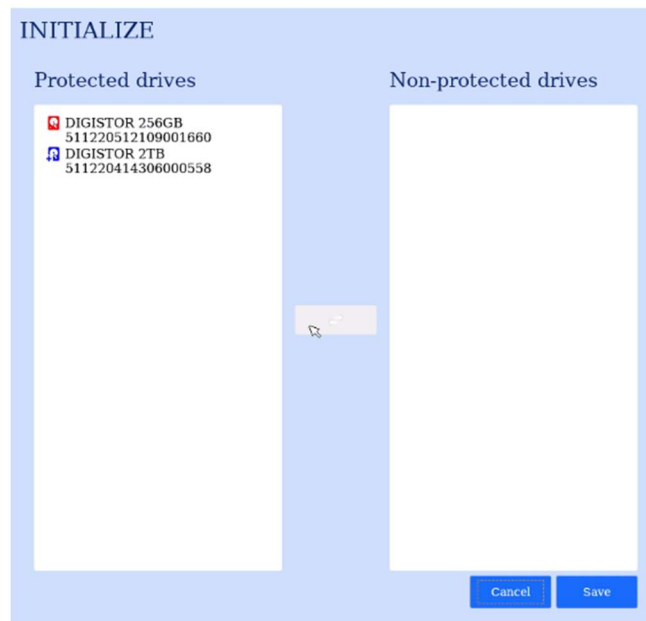 INITIALIZE
Protected drives
Non-protected drives
DIGISTOR 256GB
511220512109001660
DIGISTOR 2TB
511220414306000558
Cancel
Save